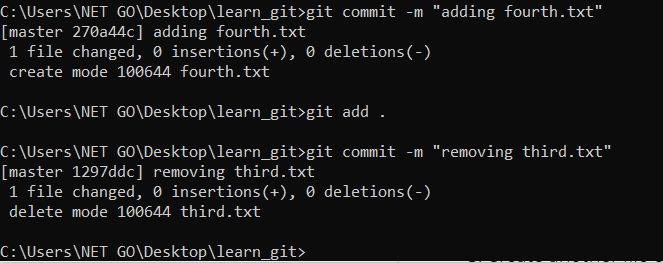 C:\Users\NET GO\Desktop\learn_git>git commit -m "adding fourth.txt"
[master 270a44c] adding fourth.txt
 1 file changed, 0 insertions(+), 0 deletions(-)
 create mode 100644 fourth.txt

C:\Users\NET GO\Desktop\learn_git>git add .

C:\Users\NET GO\Desktop\learn_git>git commit -m "removing third.txt"
[master 1297ddc] removing third.txt
 1 file changed, 0 insertions(+), 0 deletions(-)
 delete mode 100644 third.txt

C:\Users\NET GO\Desktop\learn_git>